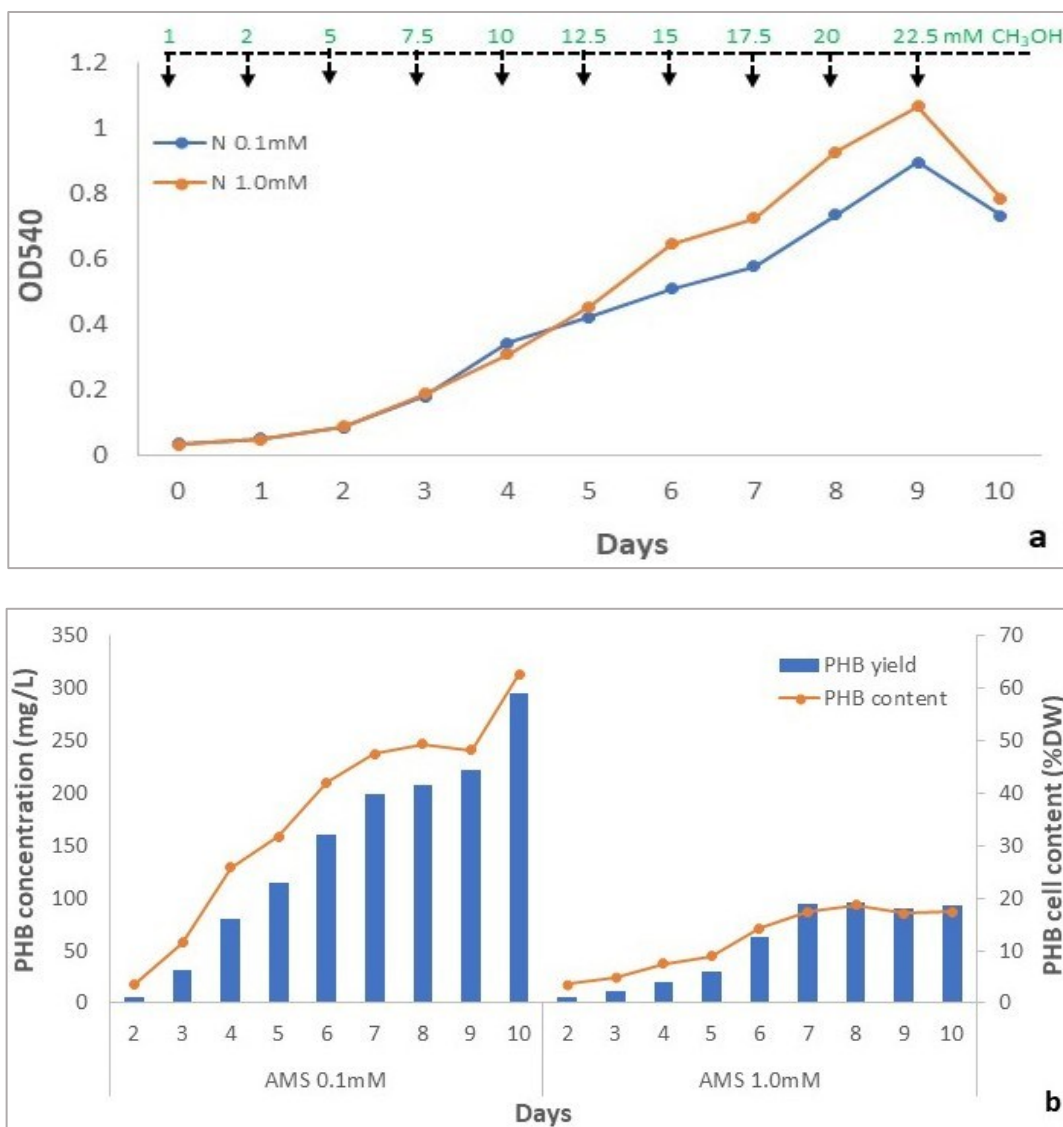 1 2 5 7.5 10 12.5 15 17.5 20 22.5 mM CH₃OH
1.2
1
0.8
0.6
0.4
0.2
0
OD540
N 0.1mM
N 1.0mM
0 1 2 3 4 5 6 7 8 9 10
Days
a
350
300
250
200
150
100
50
0
PHB concentration (mg/L)
PHB yield
PHB content
70
60
50
40
30
20
10
0
PHB cell content (%DW)
2 3 4 5 6 7 8 9 10 2 3 4 5 6 7 8 9 10
AMS 0.1mM AMS 1.0mM
Days
b